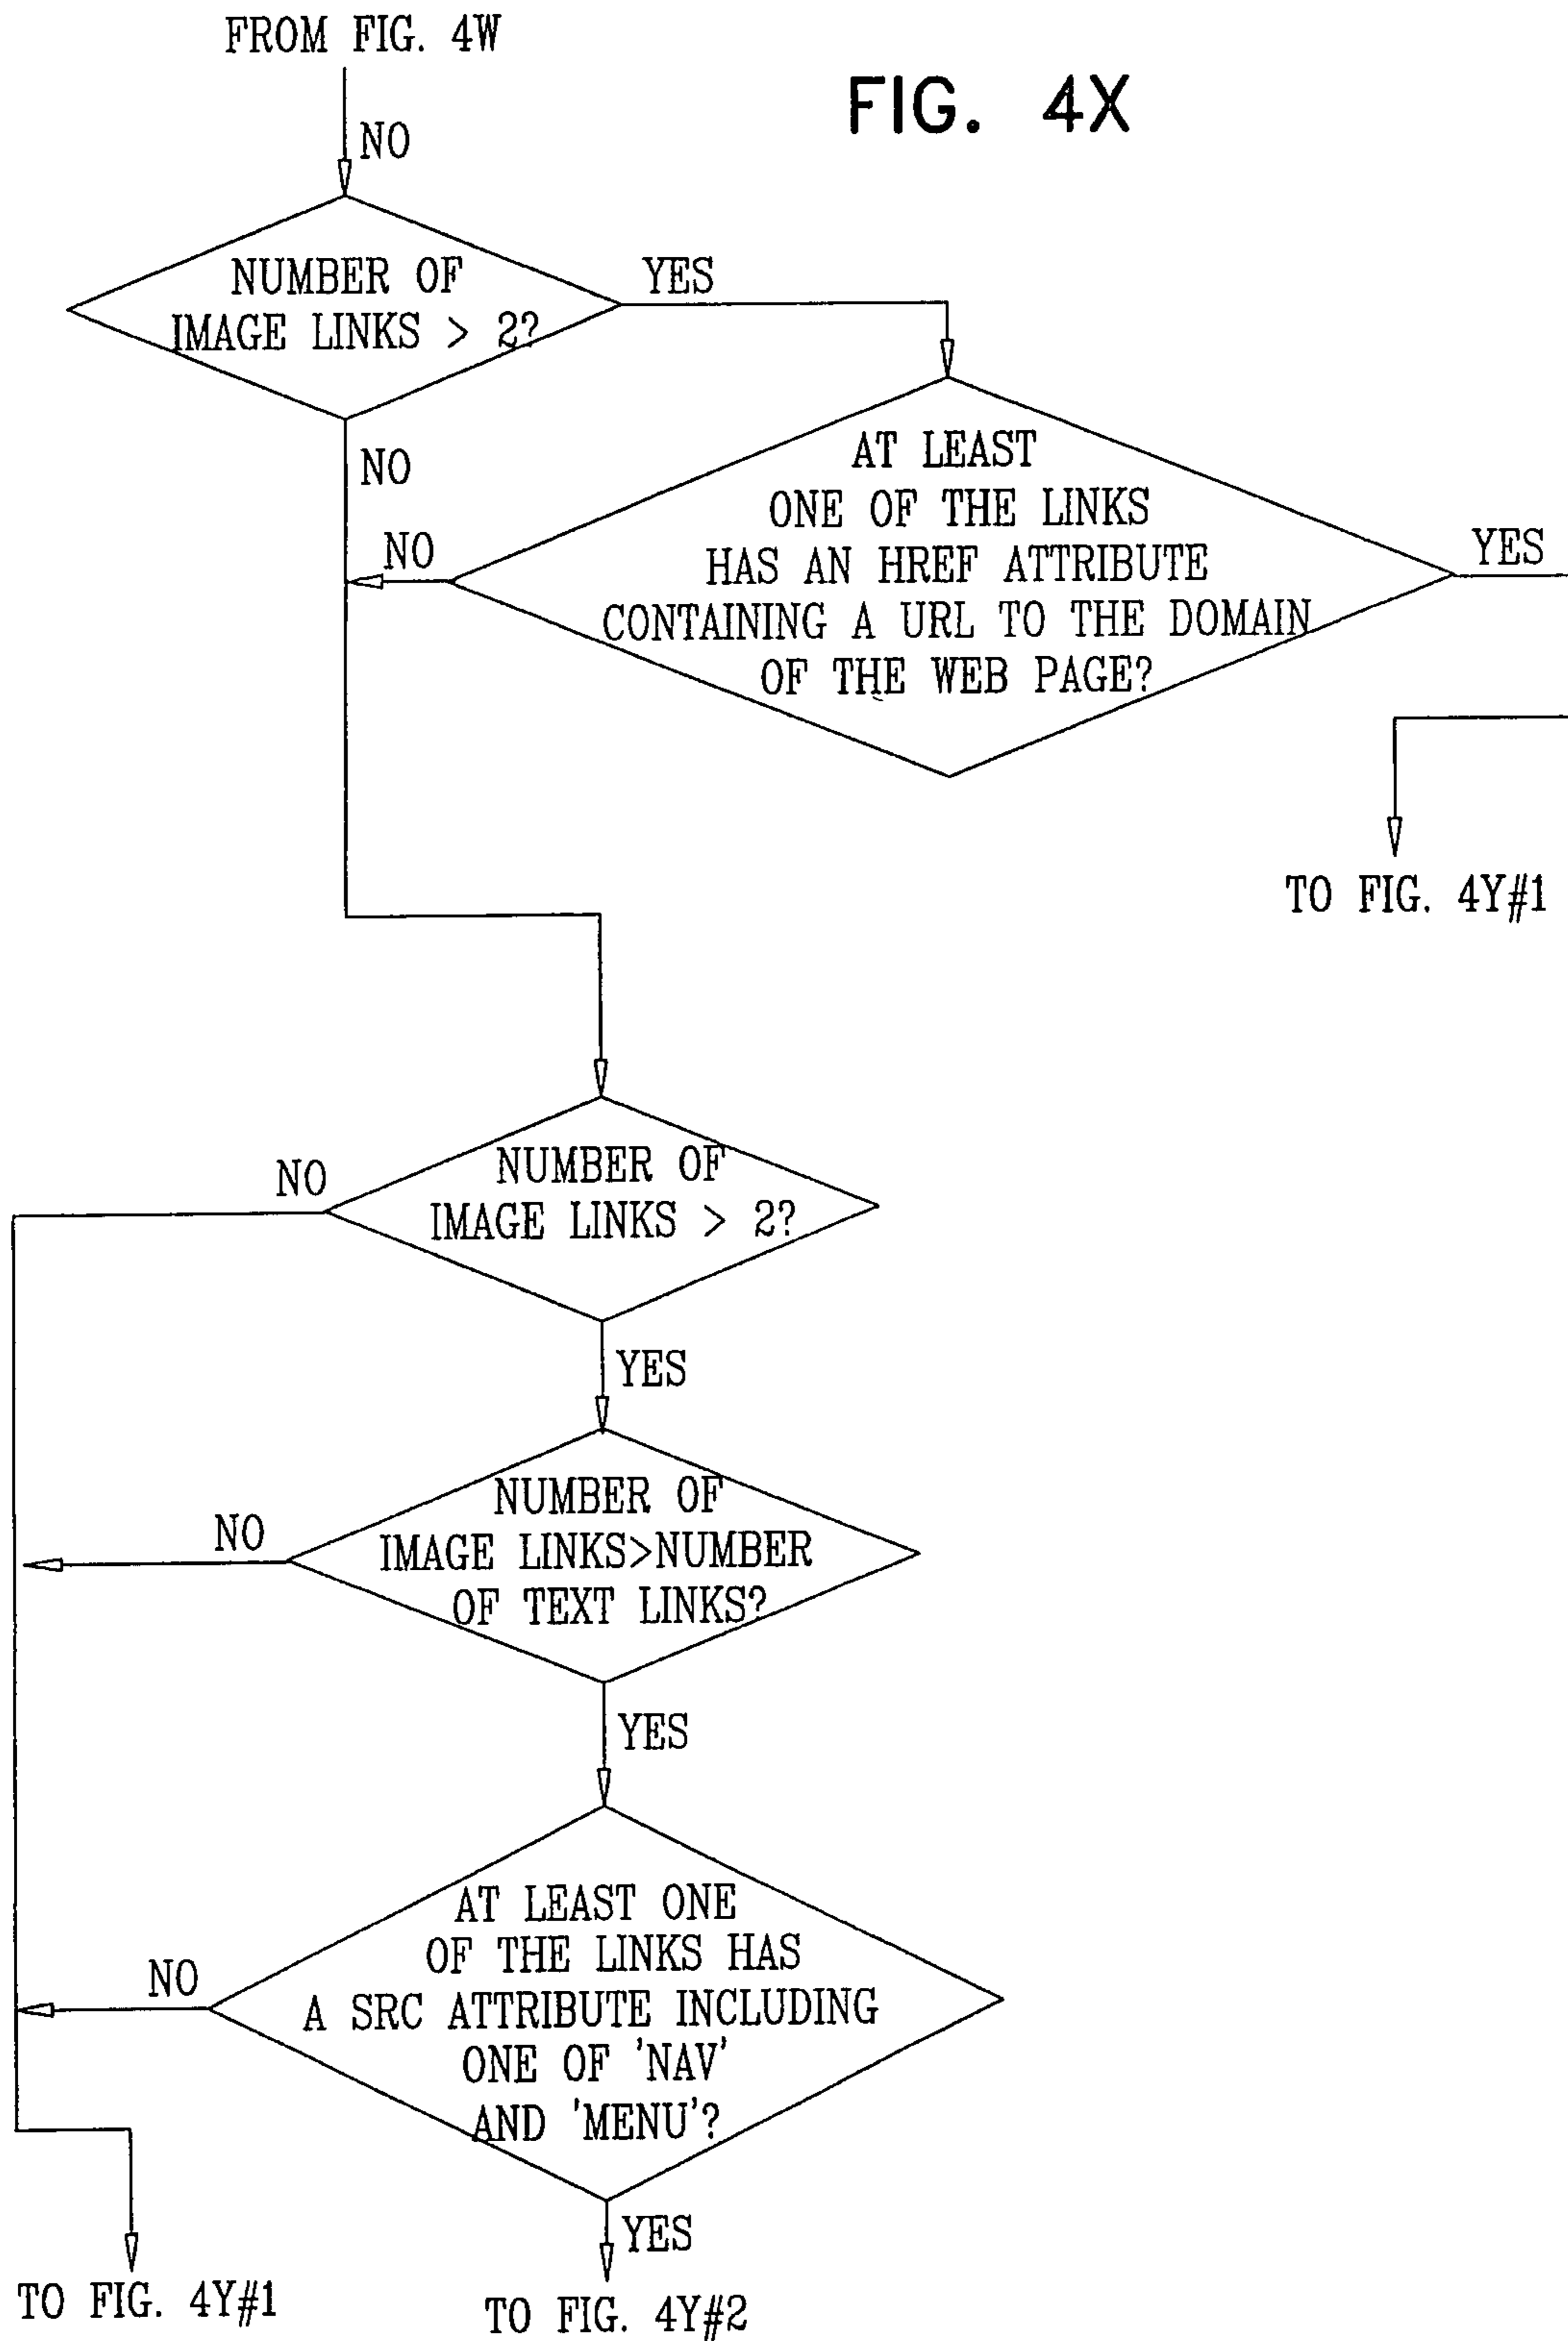 FROM FIG. 4W
FIG. 4X
NO
NUMBER OF
IMAGE LINKS > 2?
YES
NO
AT LEAST
ONE OF THE LINKS
HAS AN HREF ATTRIBUTE
CONTAINING A URL TO THE DOMAIN
OF THE WEB PAGE?
NO
YES
TO FIG. 4Y#1
NUMBER OF
IMAGE LINKS > 2?
NO
YES
NUMBER OF
IMAGE LINKS>NUMBER
OF TEXT LINKS?
NO
YES
AT LEAST ONE
OF THE LINKS HAS
A SRC ATTRIBUTE INCLUDING
ONE OF 'NAV'
AND 'MENU'?
NO
YES
TO FIG. 4Y#1
TO FIG. 4Y#2